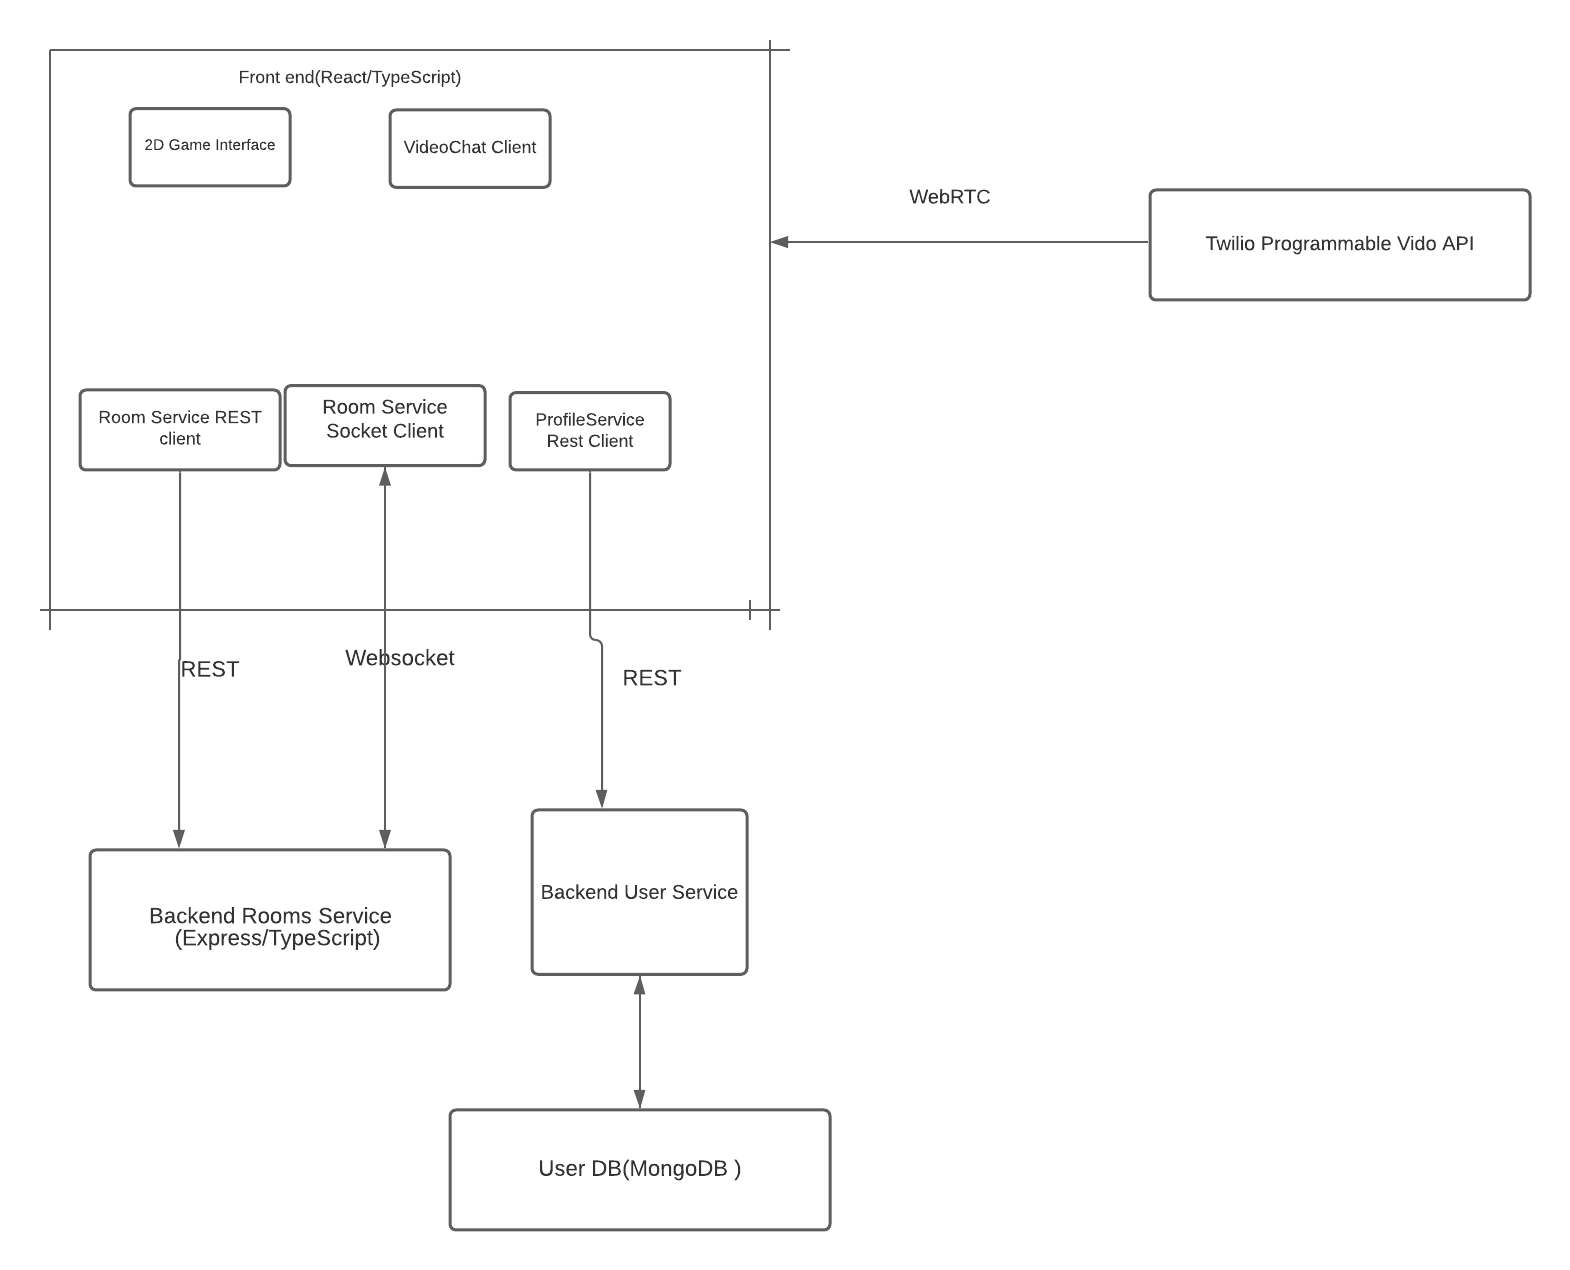 Front end(React/TypeScript)
2D Game Interface
VideoChat Client
WebRTC
Twilio Programmable Vido API
Room Service REST
client
Room Service
Socket Client
ProfileService
Rest Client
REST
Websocket
REST
Backend Rooms Service
(Express/TypeScript)
Backend User Service
User DB(MongoDB )